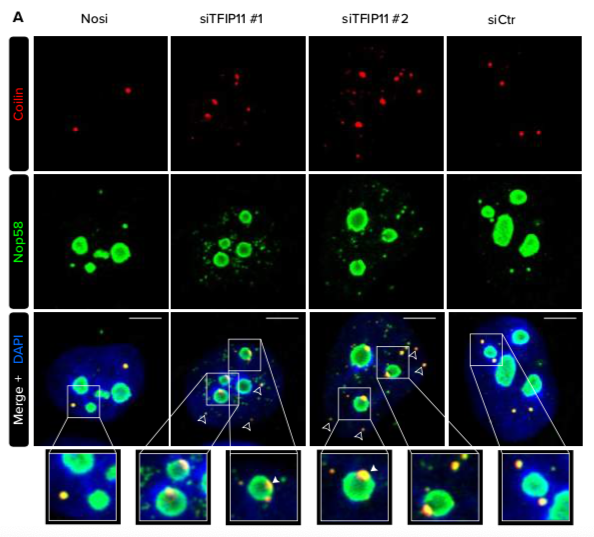 A
Nosi siTFIP11 #1 siTFIP11 #2 siCtr
Coilin
Nop58
Merge + DAPI